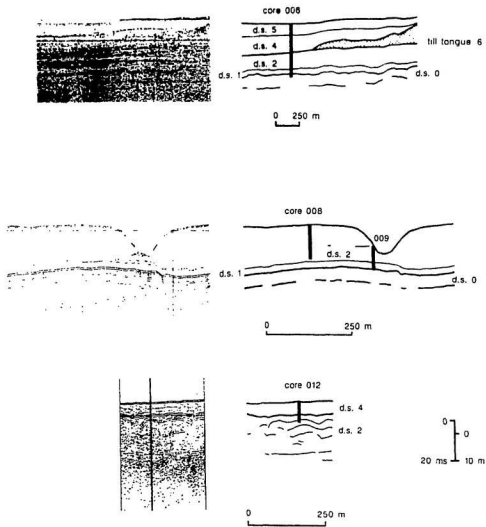 core 006
d.s. 5
d.s. 4
till tongue 6
d.s. 2
d.s. 1
d.s. 0
0 250 m
core 008
009
d.s. 2
d.s. 1
d.s. 0
0 250 m
core 012
d.s. 4
d.s. 2
0 0
20 ms 10 m
0 250 m